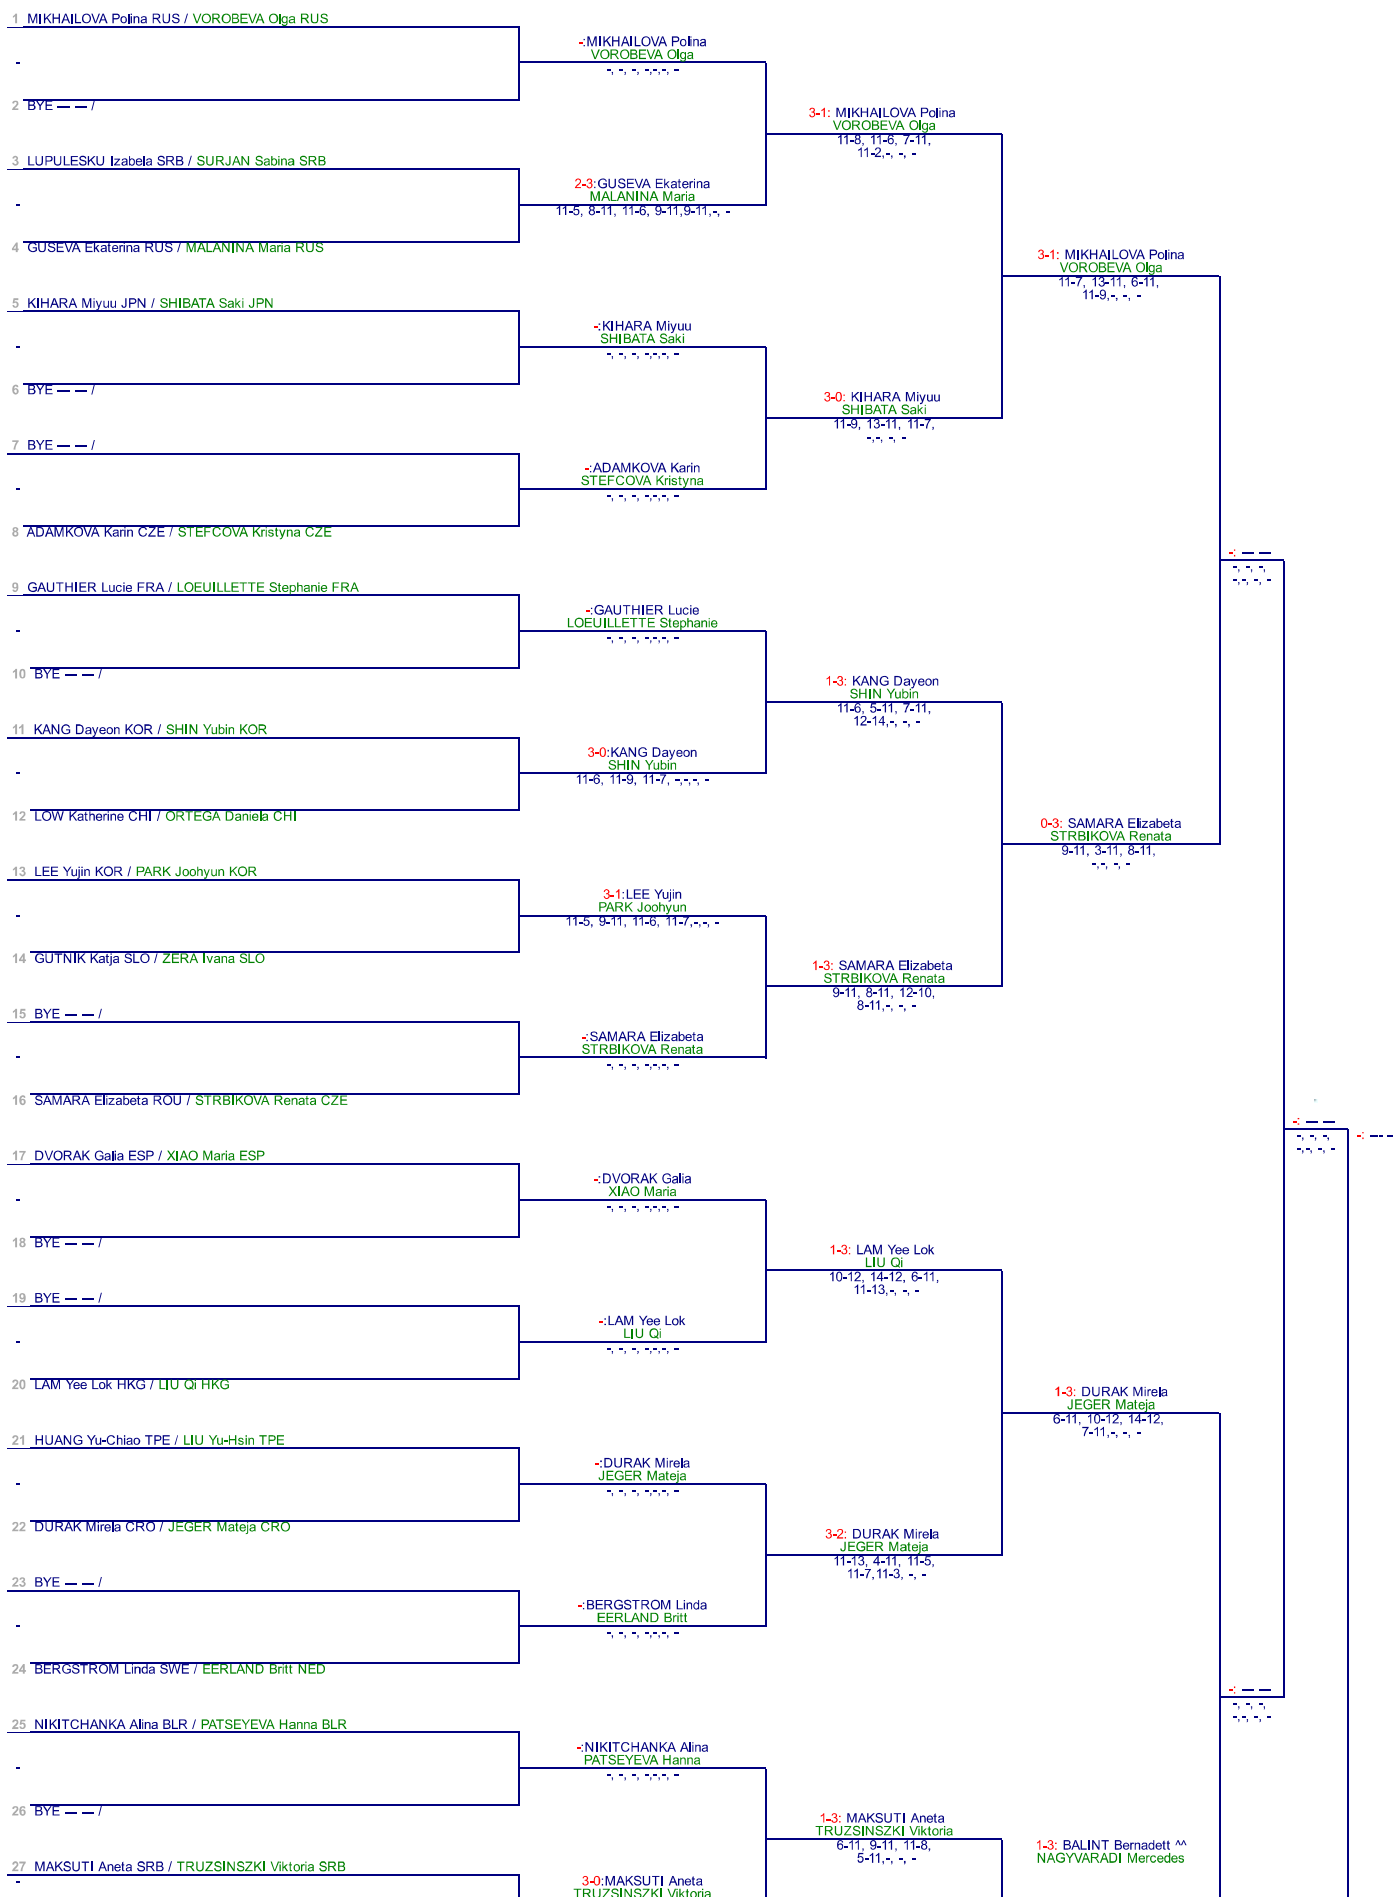 1 MIKHAILOVA Polina RUS / VOROBEVA Olga RUS
-
2 BYE — — /
3 LUPULESKU Izabela SRB / SURJAN Sabina SRB
-
4 GUSEVA Ekaterina RUS / MALANINA Maria RUS
5 KIHARA Miyuu JPN / SHIBATA Saki JPN
-
6 BYE — — /
7 BYE — — /
-
8 ADAMKOVA Karin CZE / STEFCOVA Kristyna CZE
9 GAUTHIER Lucie FRA / LOEUILLETTE Stephanie FRA
-
10 BYE — — /
11 KANG Dayeon KOR / SHIN Yubin KOR
-
12 LOW Katherine CHI / ORTEGA Daniela CHI
13 LEE Yujin KOR / PARK Joohyun KOR
-
14 GUTNIK Katja SLO / ZERA Ivana SLO
15 BYE — — /
-
16 SAMARA Elizabeta ROU / STRBIKOVA Renata CZE
17 DVORAK Galia ESP / XIAO Maria ESP
-
18 BYE — — /
19 BYE — — /
-
20 LAM Yee Lok HKG / LIU Qi HKG
21 HUANG Yu-Chiao TPE / LIU Yu-Hsin TPE
-
22 DURAK Mirela CRO / JEGER Mateja CRO
23 BYE — — /
-
24 BERGSTROM Linda SWE / EERLAND Britt NED
25 NIKITCHANKA Alina BLR / PATSEYEVA Hanna BLR
-
26 BYE — — /
27 MAKSUTI Aneta SRB / TRUZSINSZKI Viktoria SRB
-
-:MIKHAILOVA Polina
VOROBEVA Olga
-, -, -, -,-,-, -
2-3:GUSEVA Ekaterina
MALANINA Maria
11-5, 8-11, 11-6, 9-11,9-11,-, -
-:KIHARA Miyuu
SHIBATA Saki
-, -, -, -,-,-, -
-:ADAMKOVA Karin
STEFCOVA Kristyna
-, -, -, -,-,-, -
-:GAUTHIER Lucie
LOEUILLETTE Stephanie
-, -, -, -,-,-, -
3-0:KANG Dayeon
SHIN Yubin
11-6, 11-9, 11-7, -,-,-, -
3-1:LEE Yujin
PARK Joohyun
11-5, 9-11, 11-6, 11-7,-,-, -
-:SAMARA Elizabeta
STRBIKOVA Renata
-, -, -, -,-,-, -
-:DVORAK Galia
XIAO Maria
-, -, -, -,-,-, -
-:LAM Yee Lok
LIU Qi
-, -, -, -,-,-, -
-:DURAK Mirela
JEGER Mateja
-, -, -, -,-,-, -
-:BERGSTROM Linda
EERLAND Britt
-, -, -, -,-,-, -
-:NIKITCHANKA Alina
PATSEYEVA Hanna
-, -, -, -,-,-, -
3-0:MAKSUTI Aneta
TRUZSINSZKI Viktoria
3-1: MIKHAILOVA Polina
VOROBEVA Olga
11-8, 11-6, 7-11,
11-2,-, -, -
3-0: KIHARA Miyuu
SHIBATA Saki
11-9, 13-11, 11-7,
-,-, -, -
1-3: KANG Dayeon
SHIN Yubin
11-6, 5-11, 7-11,
12-14,-, -, -
1-3: SAMARA Elizabeta
STRBIKOVA Renata
9-11, 8-11, 12-10,
8-11,-, -, -
1-3: LAM Yee Lok
LIU Qi
10-12, 14-12, 6-11,
11-13,-, -, -
3-2: DURAK Mirela
JEGER Mateja
11-13, 4-11, 11-5,
11-7,11-3, -, -
1-3: MAKSUTI Aneta
TRUZSINSZKI Viktoria
6-11, 9-11, 11-8,
5-11,-, -, -
3-1: MIKHAILOVA Polina
VOROBEVA Olga
11-7, 13-11, 6-11,
11-9,-, -, -
0-3: SAMARA Elizabeta
STRBIKOVA Renata
9-11, 3-11, 8-11,
-,-, -, -
1-3: DURAK Mirela
JEGER Mateja
6-11, 10-12, 14-12,
7-11,-, -, -
1-3: BALINT Bernadett ^^
NAGYVARADI Mercedes
-: — —
-, -, -,
-,-, -, -
-: — —
-, -, -,
-,-, -, -
-: — —
-, -, -,
-,-, -, -
-: —- -